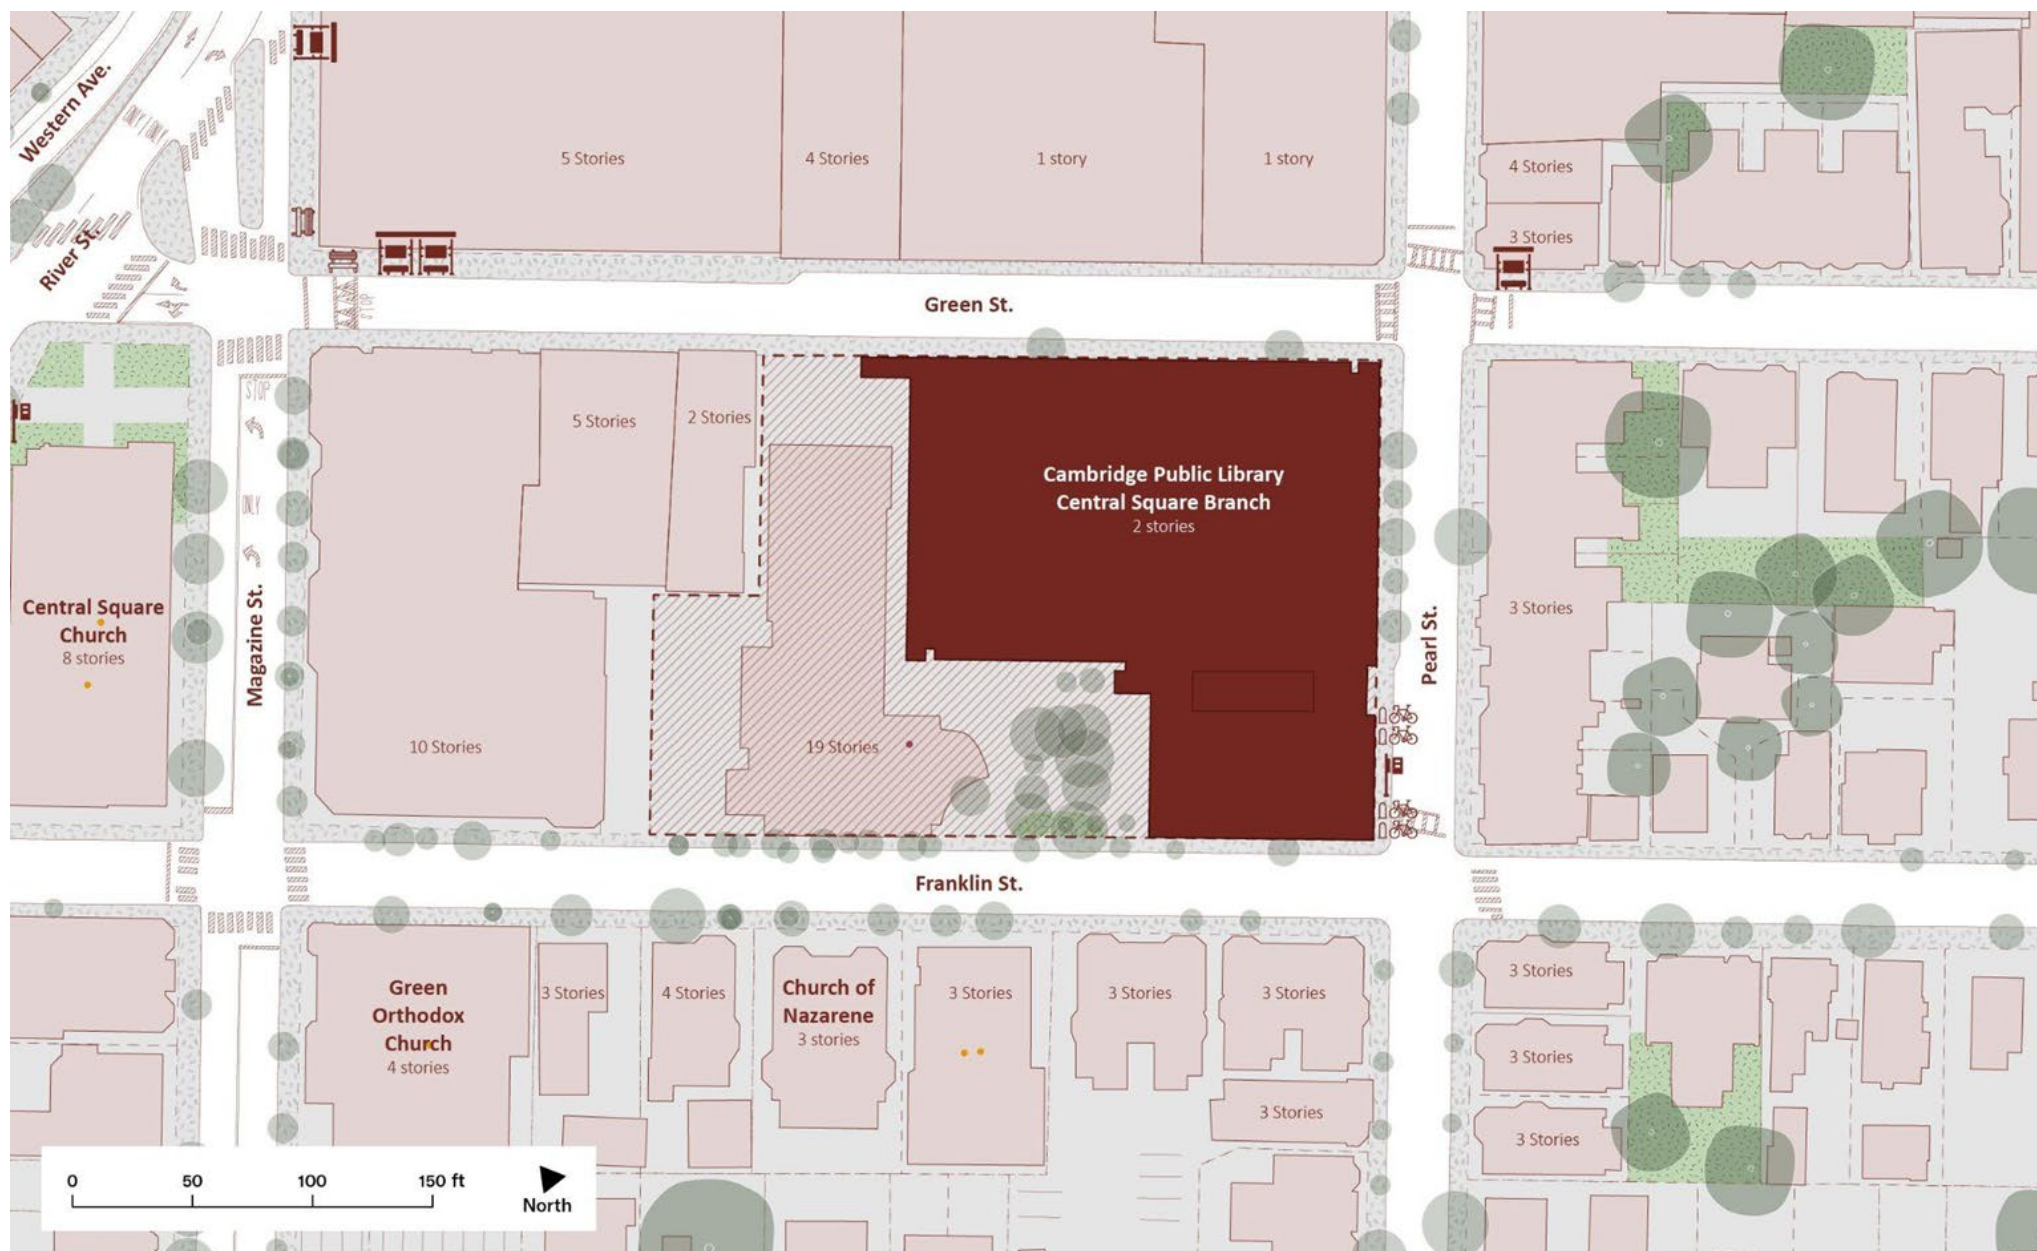 Western Ave.
River St.
5 Stories
4 Stories
1 story
1 story
4 Stories
3 Stories
STOP
Green St.
STOP
ONLY
Magazine St.
5 Stories
2 Stories
Cambridge Public Library
Central Square Branch
2 stories
Central Square
Church
8 stories
10 Stories
19 Stories
Pearl St.
3 Stories
Franklin St.
Green
Orthodox
Church
4 stories
3 Stories
4 Stories
Church of
Nazarene
3 stories
3 Stories
3 Stories
3 Stories
3 Stories
3 Stories
3 Stories
3 Stories
0 50 100 150 ft
North